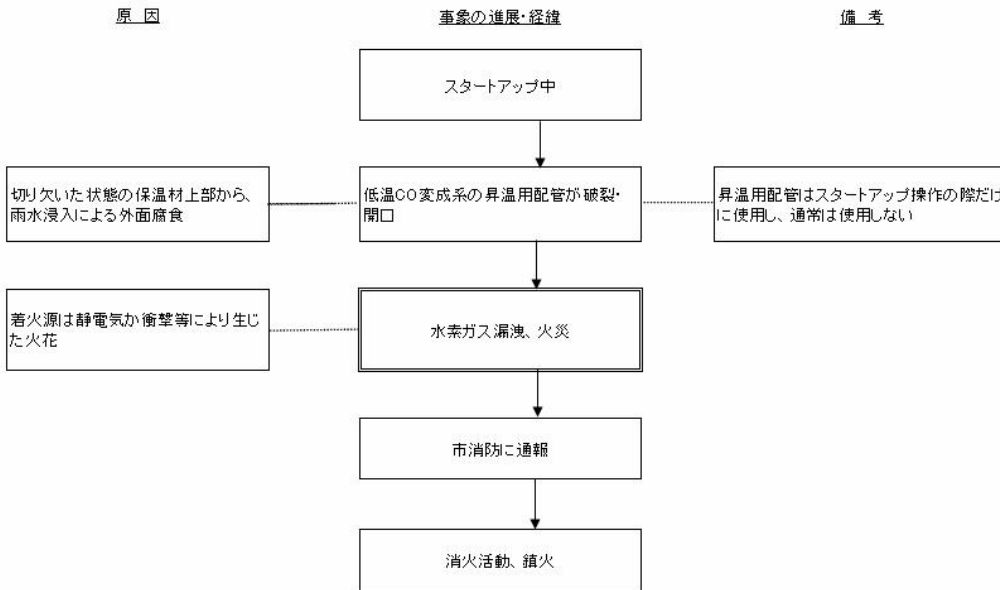 原 因
事象の進展・経緯
備 考
スタートアップ中
切り欠いた状態の保温材上部から、
雨水浸入による外面腐食
低温CO変成系の昇温用配管が破裂・
開口
昇温用配管はスタートアップ操作の際だけ
に使用し、通常は使用しない
着火源は静電気か衝撃等により生じ
た火花
水素ガス漏洩、火災
市消防に通報
消火活動、鎮火